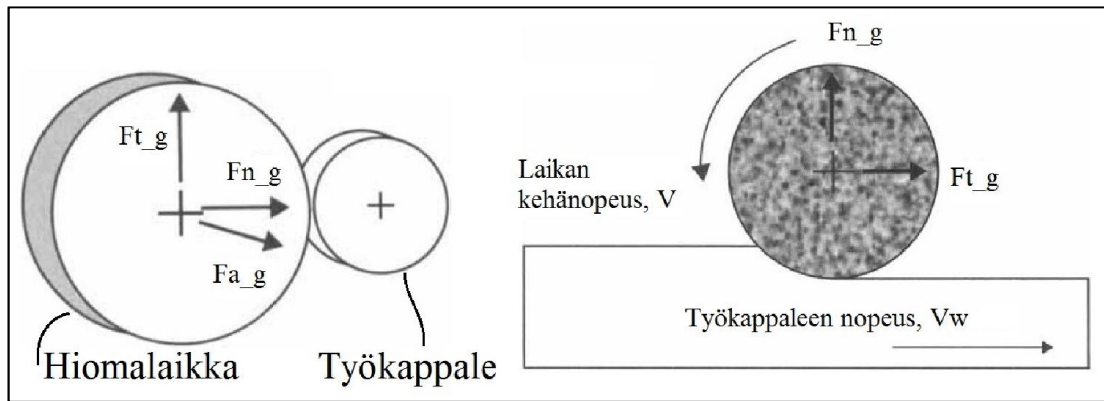 Ft_g
Fn_g
Fa_g
Hiomalaikka
Työkappale
Fn_g
Laikan
kehänopeus, V
Ft_g
Työkappaleen nopeus, Vw